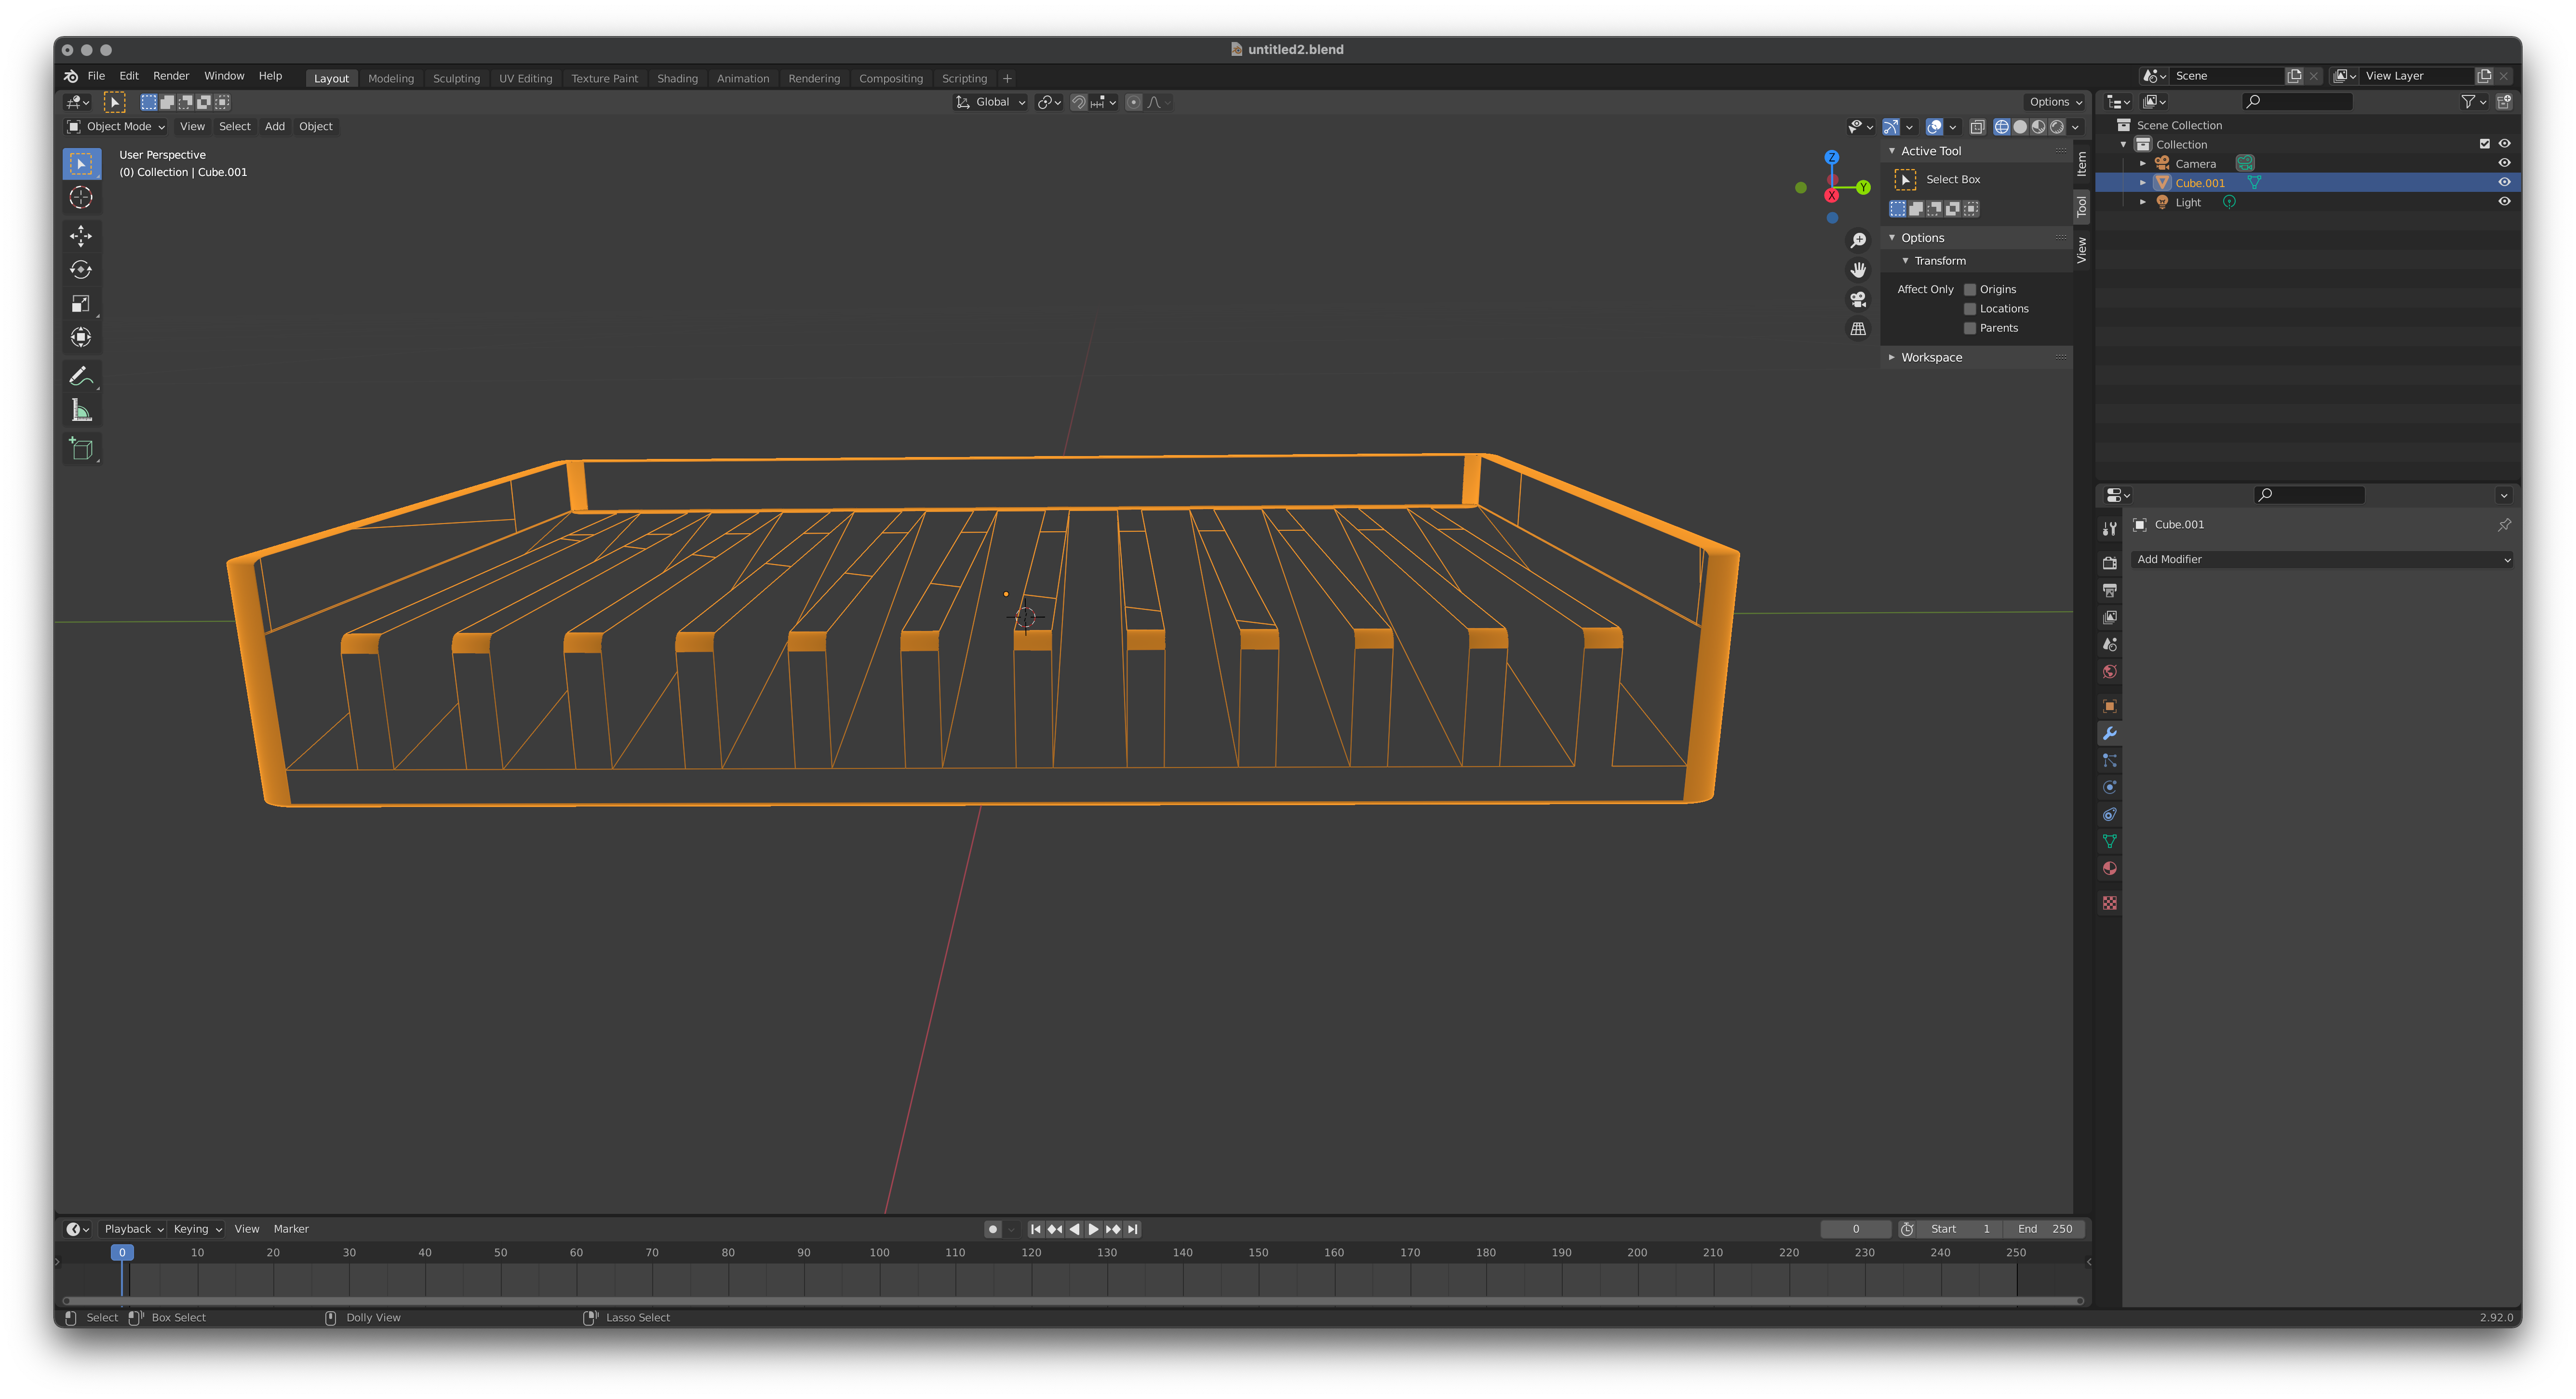 untitled2.blend
File Edit Render Window Help Layout Modeling Sculpting UV Editing Texture Paint Shading Animation Rendering Compositing Scripting + Scene View Layer
Global Options
Object Mode View Select Add Object
User Perspective
(0) Collection | Cube.001
Z
Y
X
Active Tool
Select Box
Options
Transform
Affect Only Origins
Locations
Parents
Workspace
Item
Tool
View
Scene Collection
Collection
Camera
Cube.001
Light
Cube.001
Add Modifier
Playback Keying View Marker 0 Start 1 End 250
0 10 20 30 40 50 60 70 80 90 100 110 120 130 140 150 160 170 180 190 200 210 220 230 240 250
Select Box Select Dolly View Lasso Select 2.92.0